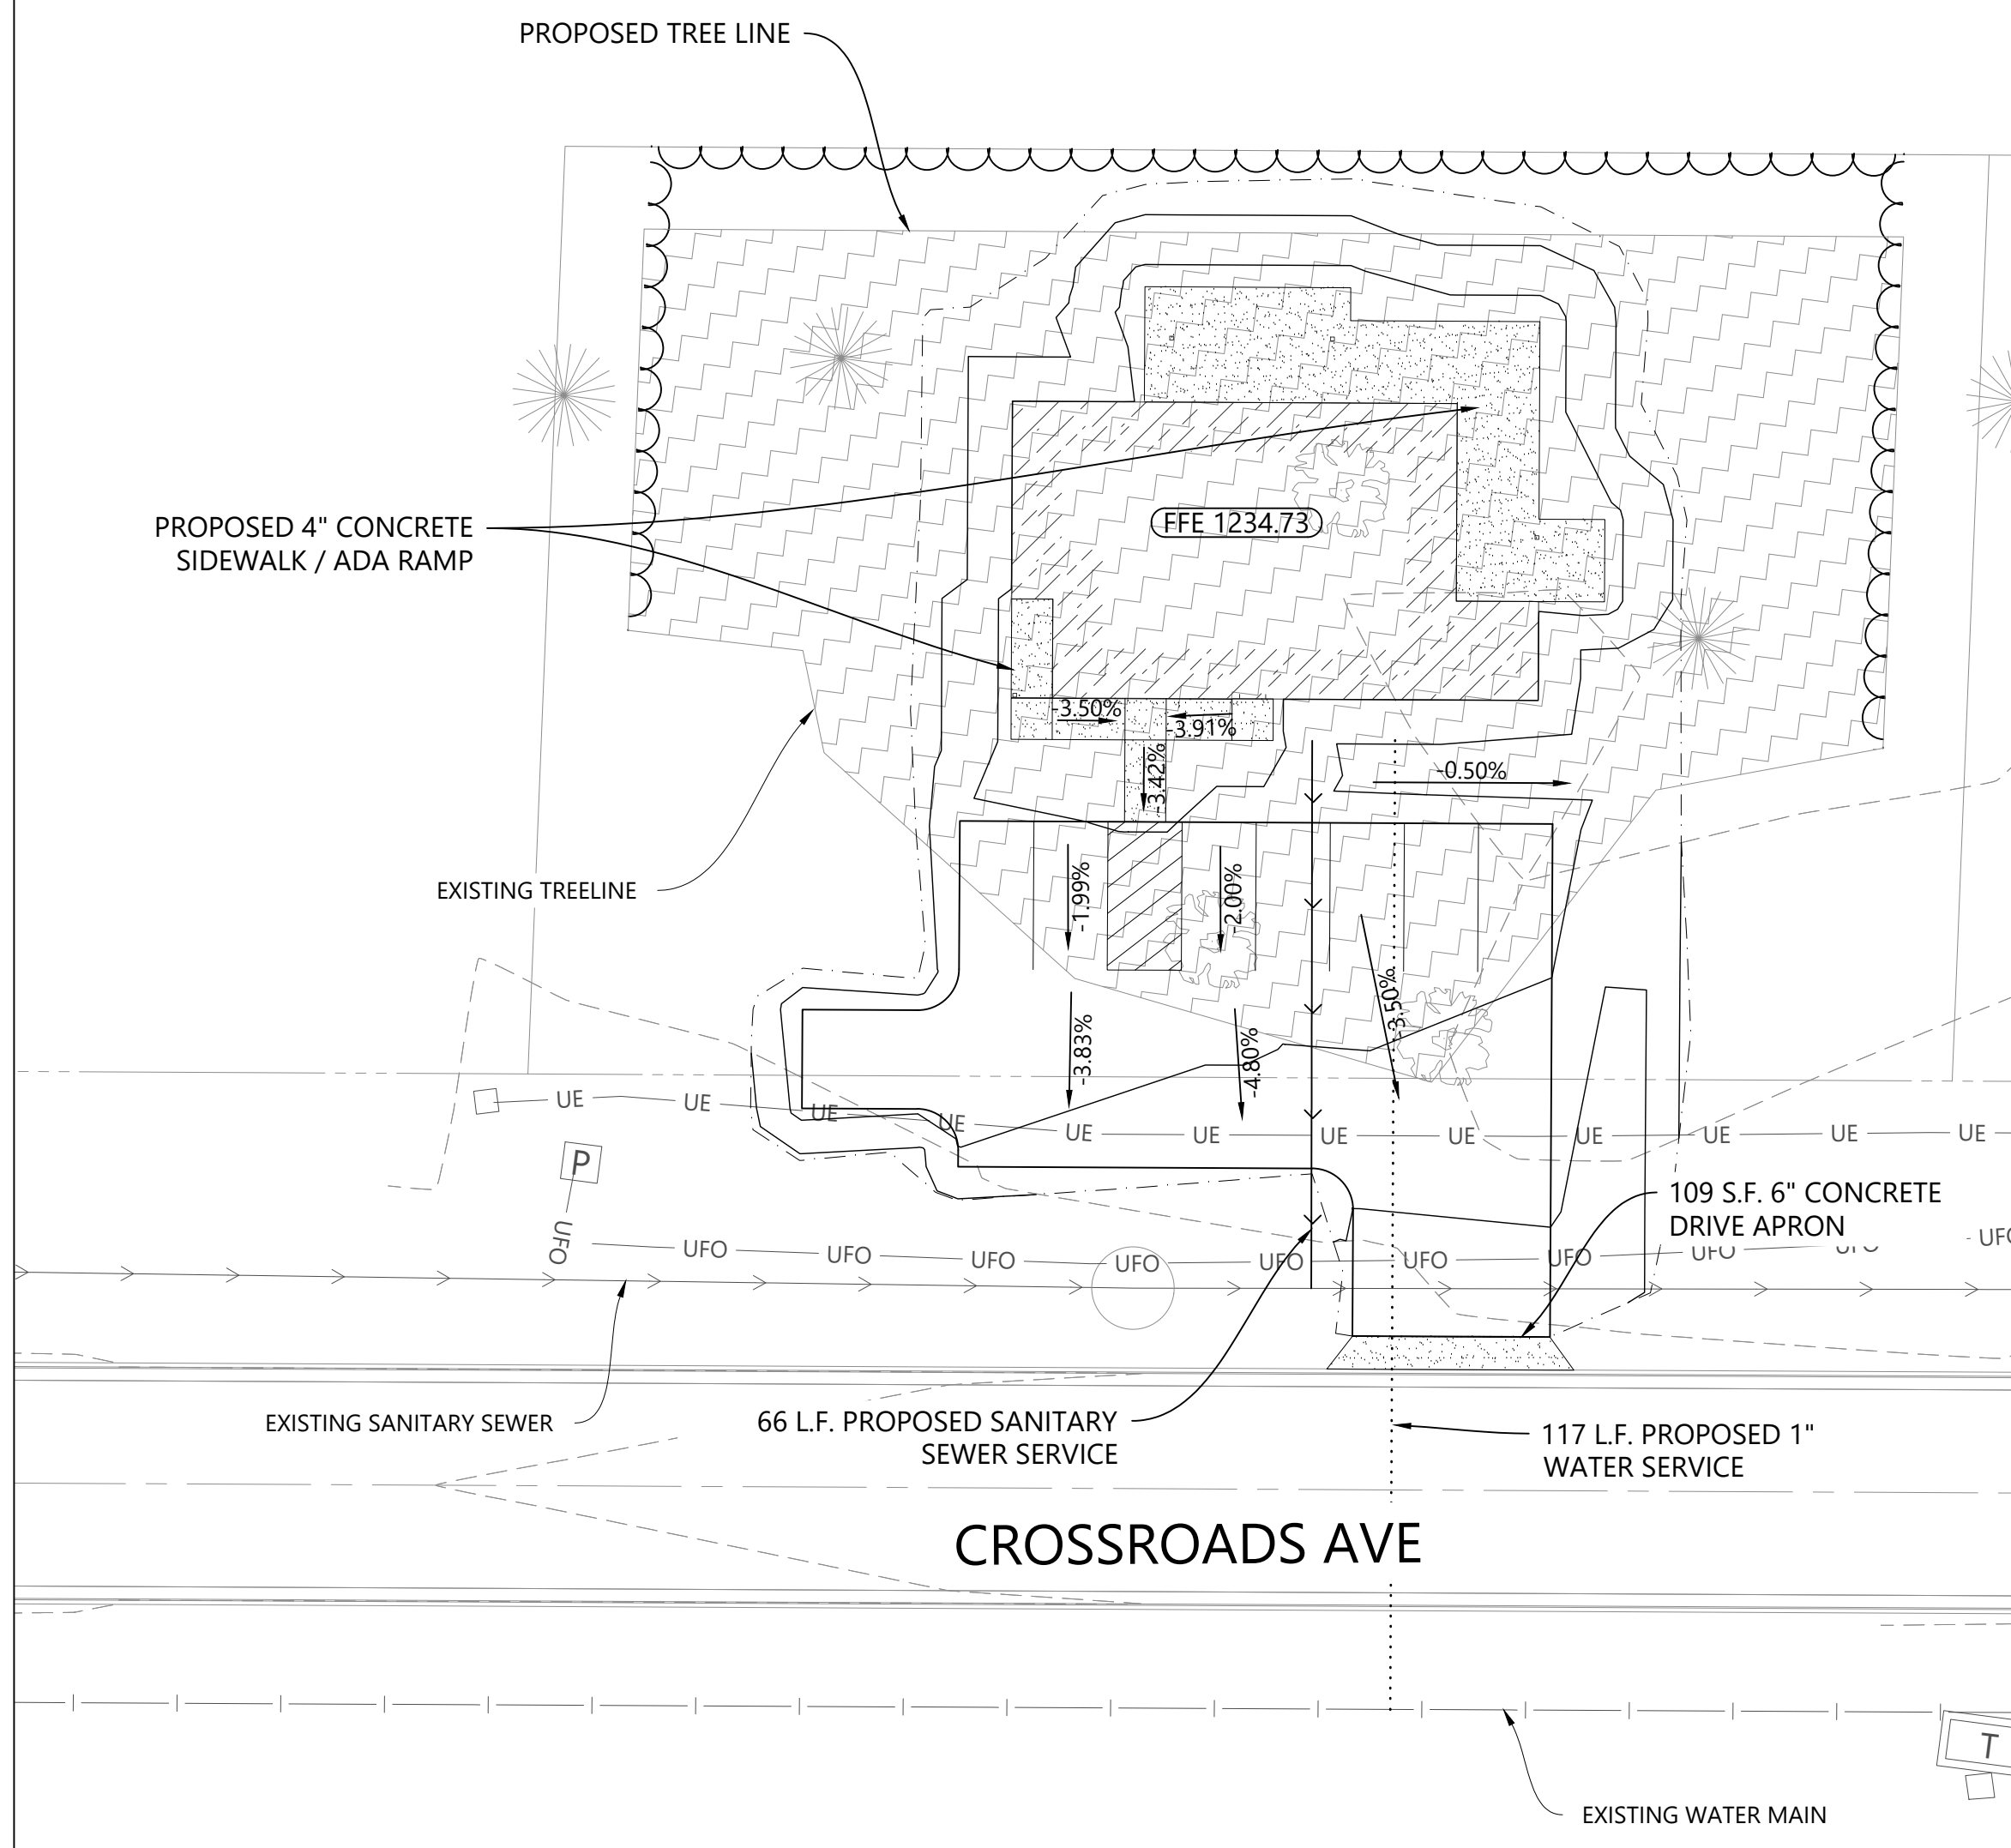 PROPOSED TREE LINE
PROPOSED 4" CONCRETE
SIDEWALK / ADA RAMP
FFE 1234.73
-3.50%
-3.91%
-3.42%
-0.50%
-1.99%
-2.00%
EXISTING TREELINE
-3.50%
-3.83%
-4.80%
UE
UE
UE
UE
UE
UE
UE
UE
UE
UE
UE
UE
P
UFO
109 S.F. 6" CONCRETE
DRIVE APRON
UFO
UFO
UFO
UFO
UFO
UFO
UFO
UFO
UFO
UFO
EXISTING SANITARY SEWER
66 L.F. PROPOSED SANITARY
SEWER SERVICE
117 L.F. PROPOSED 1"
WATER SERVICE
CROSSROADS AVE
T
EXISTING WATER MAIN